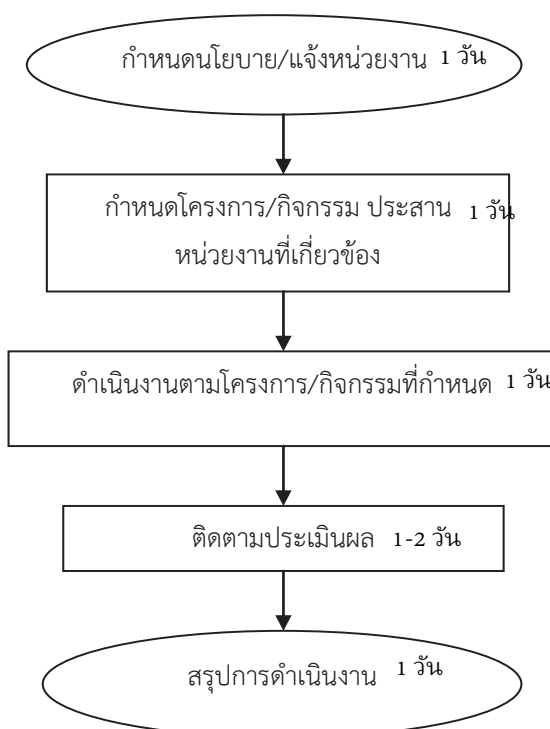 กำหนดนโยบาย/แจ้งหน่วยงาน 1 วัน
กำหนดโครงการ/กิจกรรม ประสาน 1 วัน
หน่วยงานที่เกี่ยวข้อง
ดำเนินงานตามโครงการ/กิจกรรมที่กำหนด 1 วัน
ติดตามประเมินผล 1-2 วัน
สรุปการดำเนินงาน 1 วัน